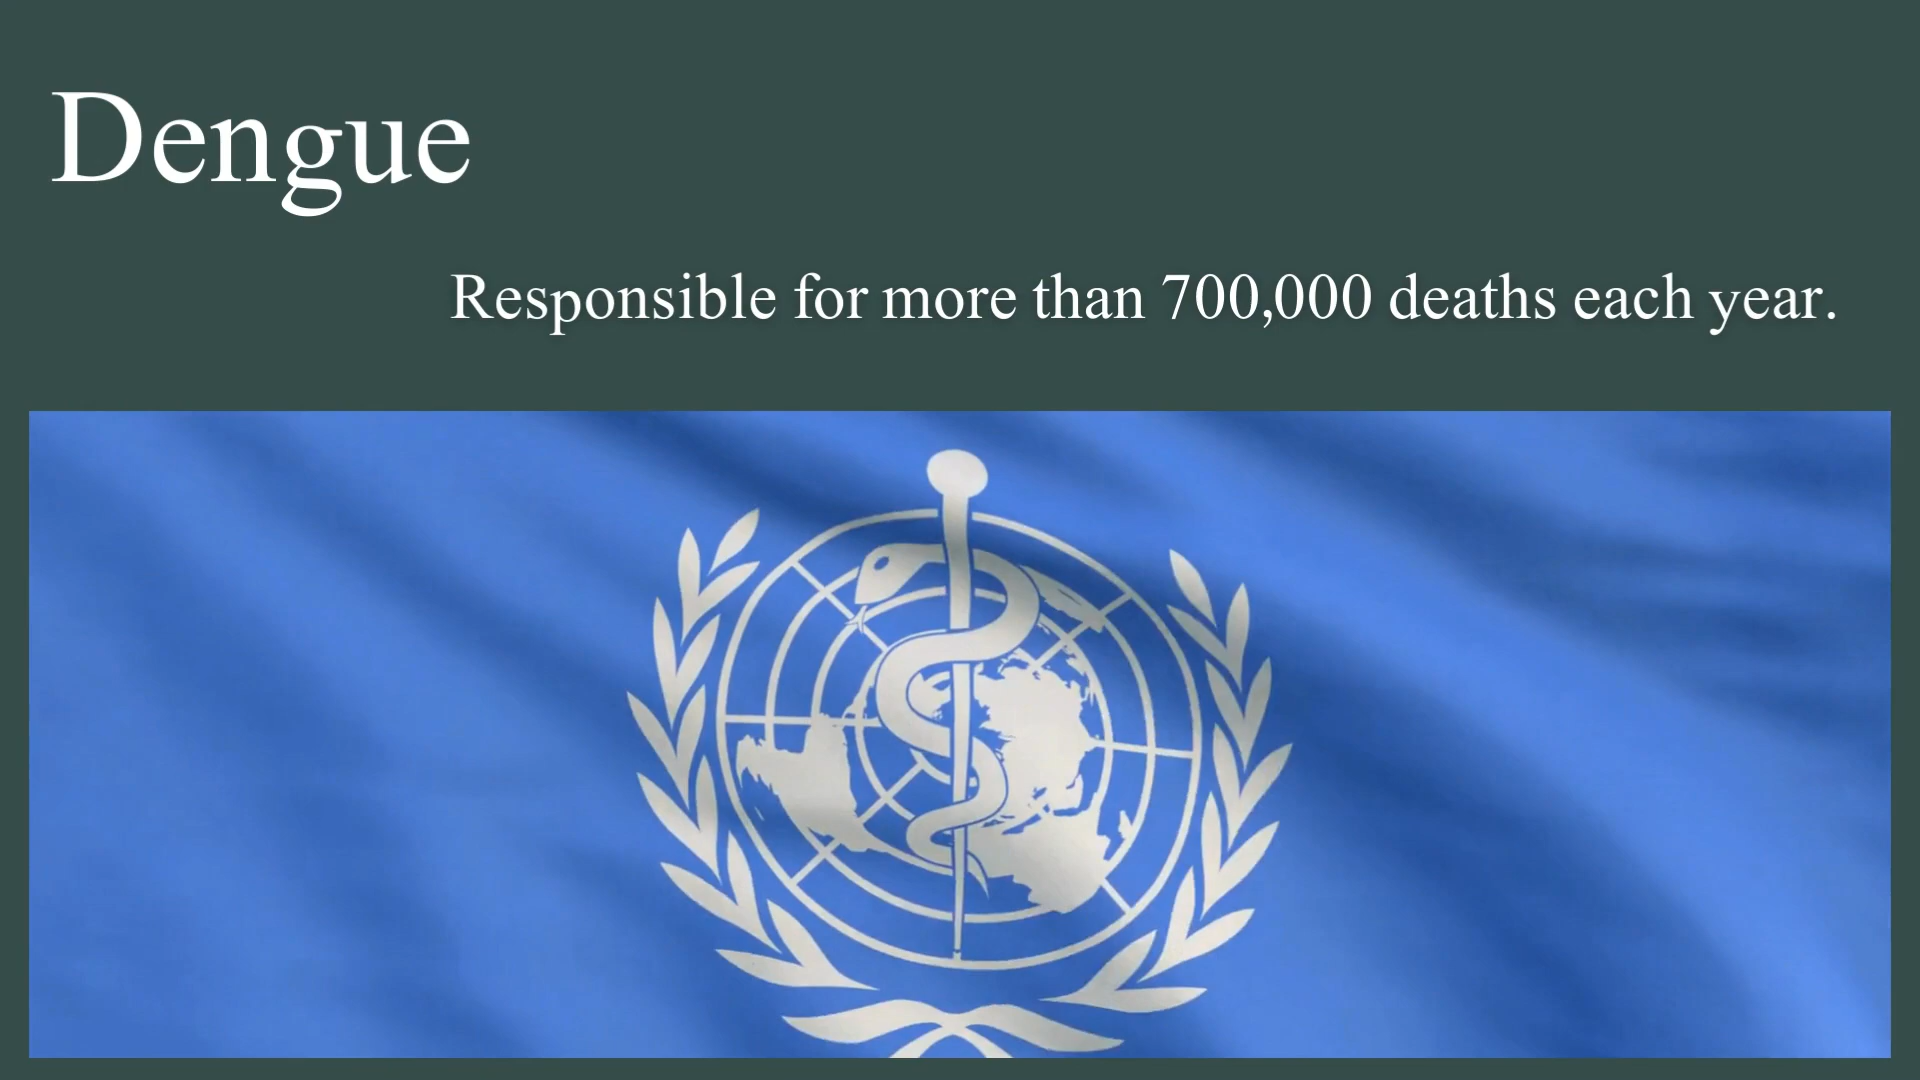 Dengue
Responsible for more than 700,000 deaths each year.